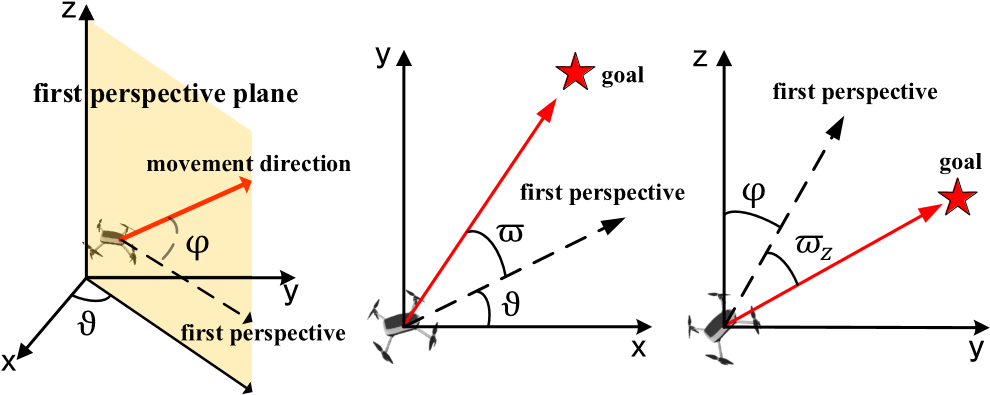 z
first perspective plane
movement direction
φ
y
ϑ
first perspective
x
y
goal
first perspective
ϖ
ϑ
x
z
first perspective
goal
φ
ϖz
y